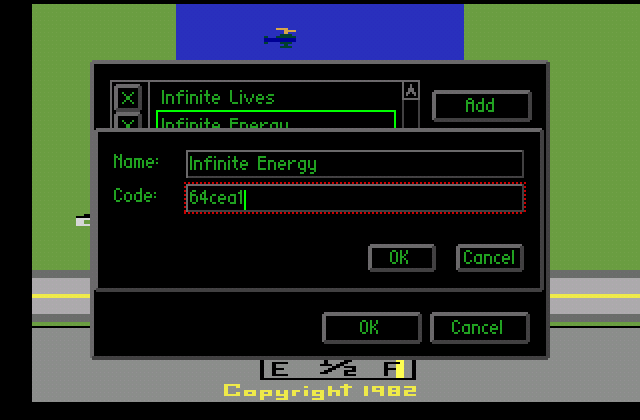 X Infinite Lives
Add
Infinite Energy
Name: Infinite Energy
Code: 64cea1
OK Cancel
OK Cancel
E 1/2 F
Copyright 1982